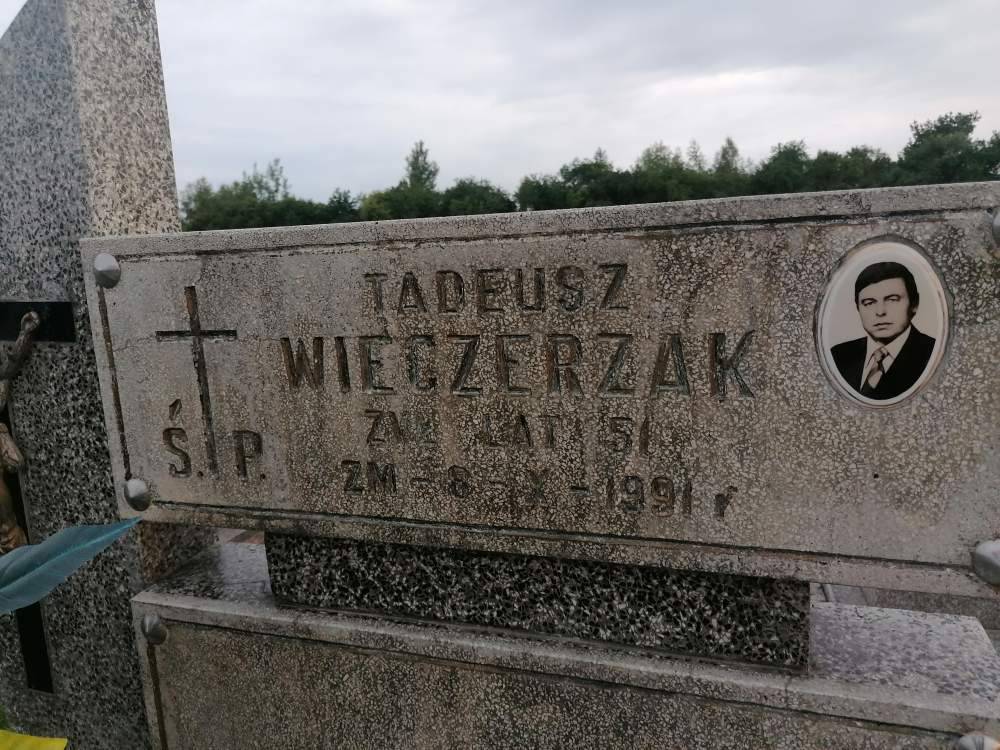 TADEUSZ
WIECZERZAK
Ś. P.
ŻYŁ LAT 51
ZM - 8 - X - 1991 r